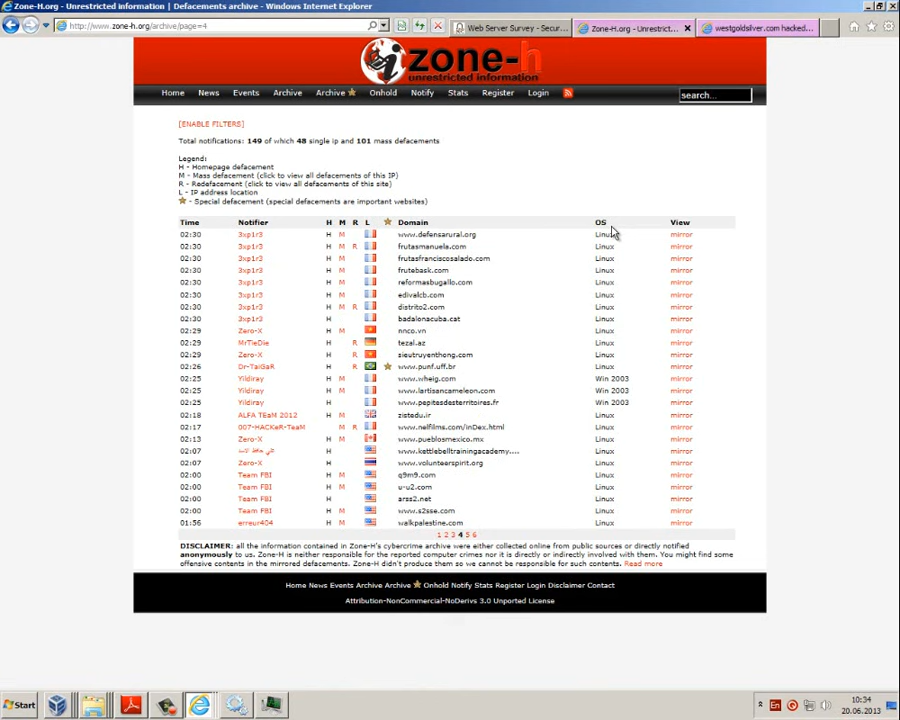 Zone-H.org - Unrestricted information | Defacements archive - Windows Internet Explorer
http://www.zone-h.org/archive/page=4
Web Server Survey - Secur...
Zone-H.org - Unrestrict...
westgoldsilver.com hacked...
zone-h
unrestricted information
Home News Events Archive Archive Onhold Notify Stats Register Login
search...
[ENABLE FILTERS]
Total notifications: 149 of which 48 single ip and 101 mass defacements
Legend:
H - Homepage defacement
M - Mass defacement (click to view all defacements of this IP)
R - Redefacement (click to view all defacements of this site)
L - IP address location
- Special defacement (special defacements are important websites)
Time Notifier H M R L Domain OS View
02:30 3xp1r3 H M www.defensarural.org Linux mirror
02:30 3xp1r3 H M R frutasmanuela.com Linux mirror
02:30 3xp1r3 H M frutasfranciscosalado.com Linux mirror
02:30 3xp1r3 H M frutebask.com Linux mirror
02:30 3xp1r3 H M reformasbugallo.com Linux mirror
02:30 3xp1r3 H M edivalcb.com Linux mirror
02:30 3xp1r3 H M R distrito2.com Linux mirror
02:30 3xp1r3 H badalonacuba.cat Linux mirror
02:29 Zero-X H M nnco.vn Linux mirror
02:29 MrTieDie H R tezal.az Linux mirror
02:29 Zero-X H R sieutruyenthong.com Linux mirror
02:26 Dr-TaiGaR H R www.punf.uff.br Linux mirror
02:25 Yildiray H M www.wheig.com Win 2003 mirror
02:25 Yildiray H M www.lartisancameleon.com Win 2003 mirror
02:25 Yildiray H www.pepitesdesterritoires.fr Win 2003 mirror
02:18 ALFA TEaM 2012 H M zistedu.ir Linux mirror
02:17 007-HACKeR-TeaM M R www.nelfilms.com/inDex.html Linux mirror
02:13 Zero-X H M www.pueblosmexico.mx Linux mirror
02:07 H www.kettlebelltrainingacademy.... Linux mirror
02:07 Zero-X H www.volunteerspirit.org Linux mirror
02:00 Team FBI H M q9m9.com Linux mirror
02:00 Team FBI H M u-u2.com Linux mirror
02:00 Team FBI H arss2.net Linux mirror
02:00 Team FBI H M www.s2sse.com Linux mirror
01:56 erreur404 H M walkpalestine.com Linux mirror
1 2 3 4 5 6
DISCLAIMER: all the information contained in Zone-H's cybercrime archive were either collected online from public sources or directly notified
anonymously to us. Zone-H is neither responsible for the reported computer crimes nor it is directly or indirectly involved with them. You might find some
offensive contents in the mirrored defacements. Zone-H didn't produce them so we cannot be responsible for such contents. Read more
Home News Events Archive Archive Onhold Notify Stats Register Login Disclaimer Contact
Attribution-NonCommercial-NoDerivs 3.0 Unported License
Start
En
10:34
20.06.2013